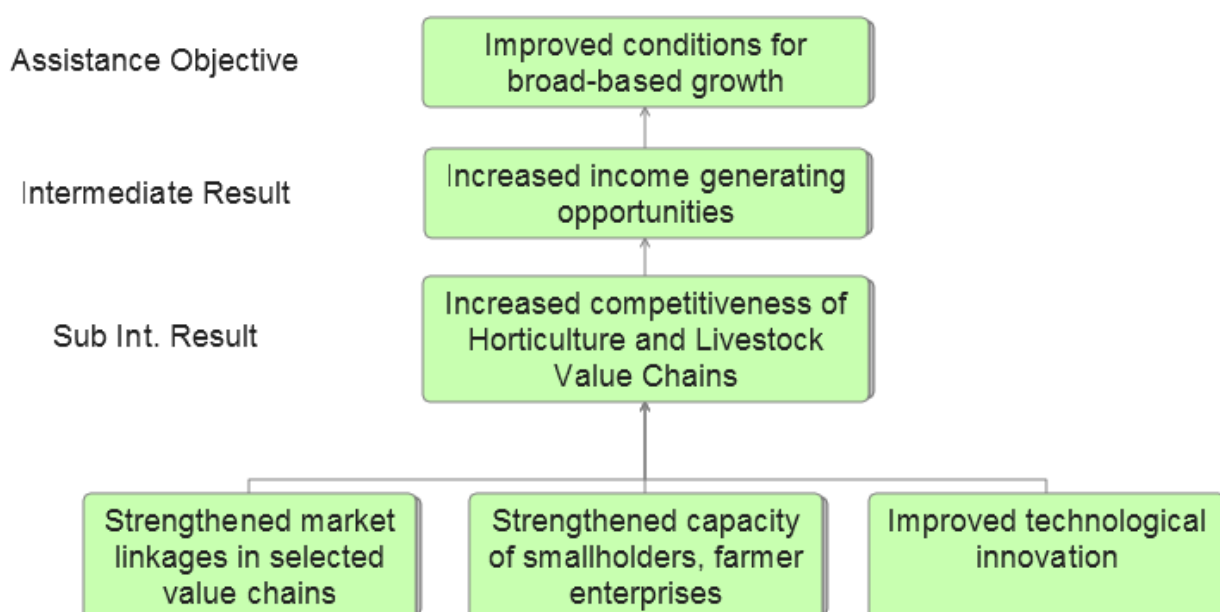 Assistance Objective
Improved conditions for
broad-based growth
Intermediate Result
Increased income generating
opportunities
Sub Int. Result
Increased competitiveness of
Horticulture and Livestock
Value Chains
Strengthened market
linkages in selected
value chains
Strengthened capacity
of smallholders, farmer
enterprises
Improved technological
innovation